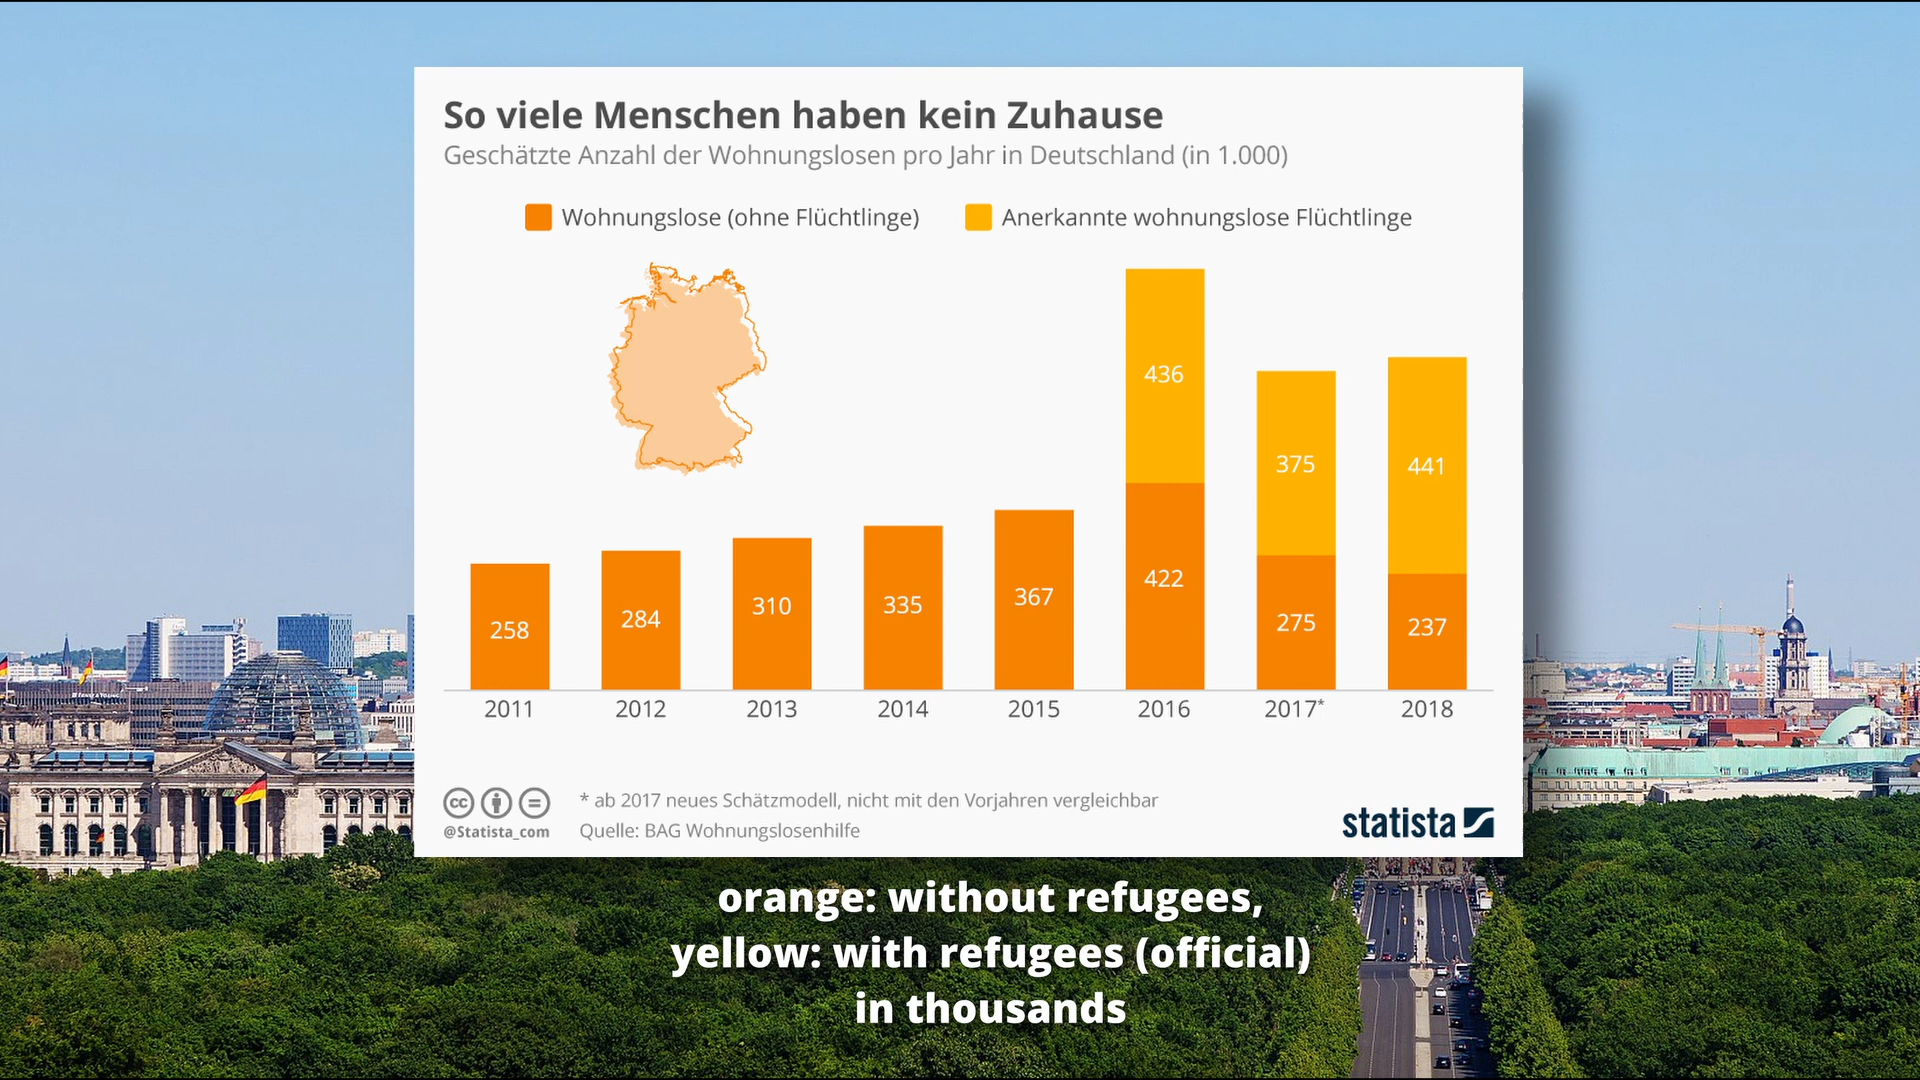 So viele Menschen haben kein Zuhause
Geschätzte Anzahl der Wohnungslosen pro Jahr in Deutschland (in 1.000)
Wohnungslose (ohne Flüchtlinge) Anerkannte wohnungslose Flüchtlinge
436
375
441
258
284
310
335
367
422
275
237
2011 2012 2013 2014 2015 2016 2017* 2018
* ab 2017 neues Schätzmodell, nicht mit den Vorjahren vergleichbar
@Statista_com Quelle: BAG Wohnungslosenhilfe
cc
statista
orange: without refugees,
yellow: with refugees (official)
in thousands